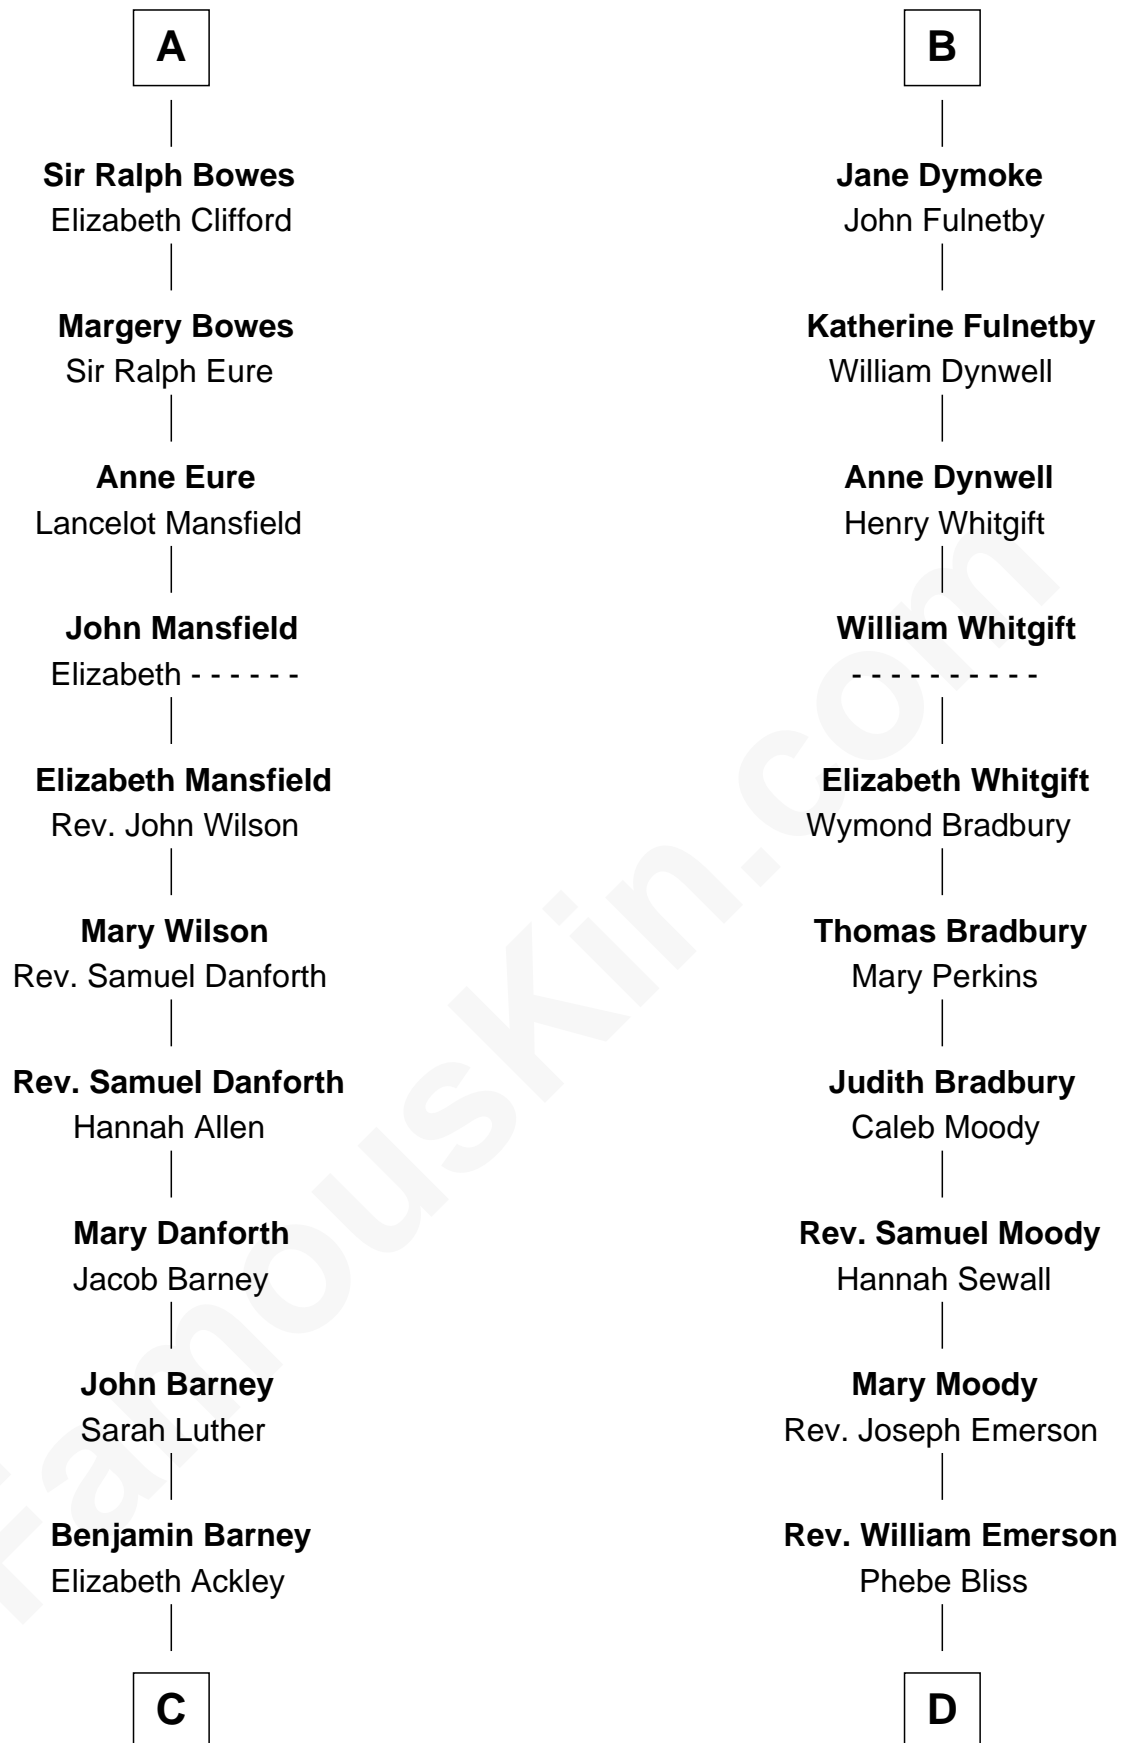 A
Sir Ralph Bowes
Elizabeth Clifford
Margery Bowes
Sir Ralph Eure
Anne Eure
Lancelot Mansfield
John Mansfield
Elizabeth - - - - - -
Elizabeth Mansfield
Rev. John Wilson
Mary Wilson
Rev. Samuel Danforth
Rev. Samuel Danforth
Hannah Allen
Mary Danforth
Jacob Barney
John Barney
Sarah Luther
Benjamin Barney
Elizabeth Ackley
C
B
Jane Dymoke
John Fulnetby
Katherine Fulnetby
William Dynwell
Anne Dynwell
Henry Whitgift
William Whitgift
- - - - - - - - - -
Elizabeth Whitgift
Wymond Bradbury
Thomas Bradbury
Mary Perkins
Judith Bradbury
Caleb Moody
Rev. Samuel Moody
Hannah Sewall
Mary Moody
Rev. Joseph Emerson
Rev. William Emerson
Phebe Bliss
D
FamousKin.com